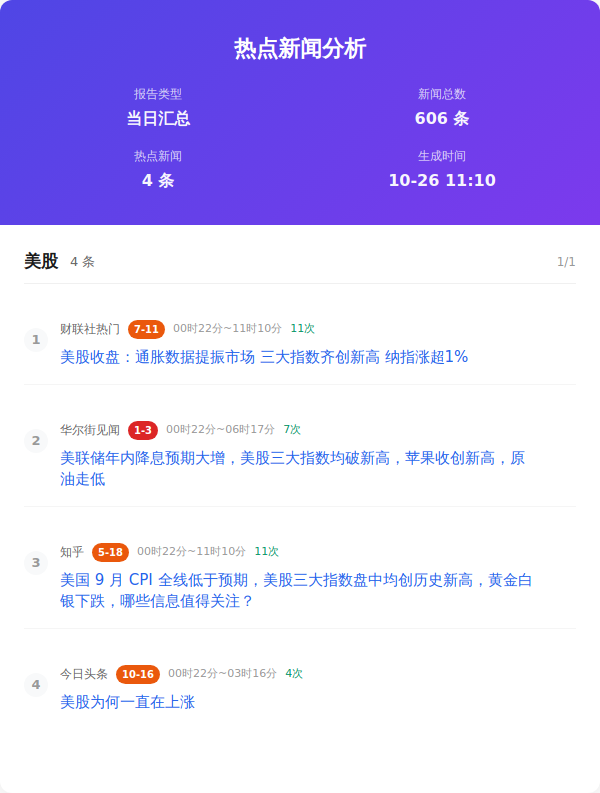 热点新闻分析
报告类型
新闻总数
当日汇总
606 条
热点新闻
生成时间
4 条
10-26 11:10
美股 4 条 1/1
1 财联社热门 7-11 00时22分~11时10分 11次
美股收盘：通胀数据提振市场 三大指数齐创新高 纳指涨超1%
2 华尔街见闻 1-3 00时22分~06时17分 7次
美联储年内降息预期大增，美股三大指数均破新高，苹果收创新高，原
油走低
3 知乎 5-18 00时22分~11时10分 11次
美国 9 月 CPI 全线低于预期，美股三大指数盘中均创历史新高，黄金白
银下跌，哪些信息值得关注？
4 今日头条 10-16 00时22分~03时16分 4次
美股为何一直在上涨